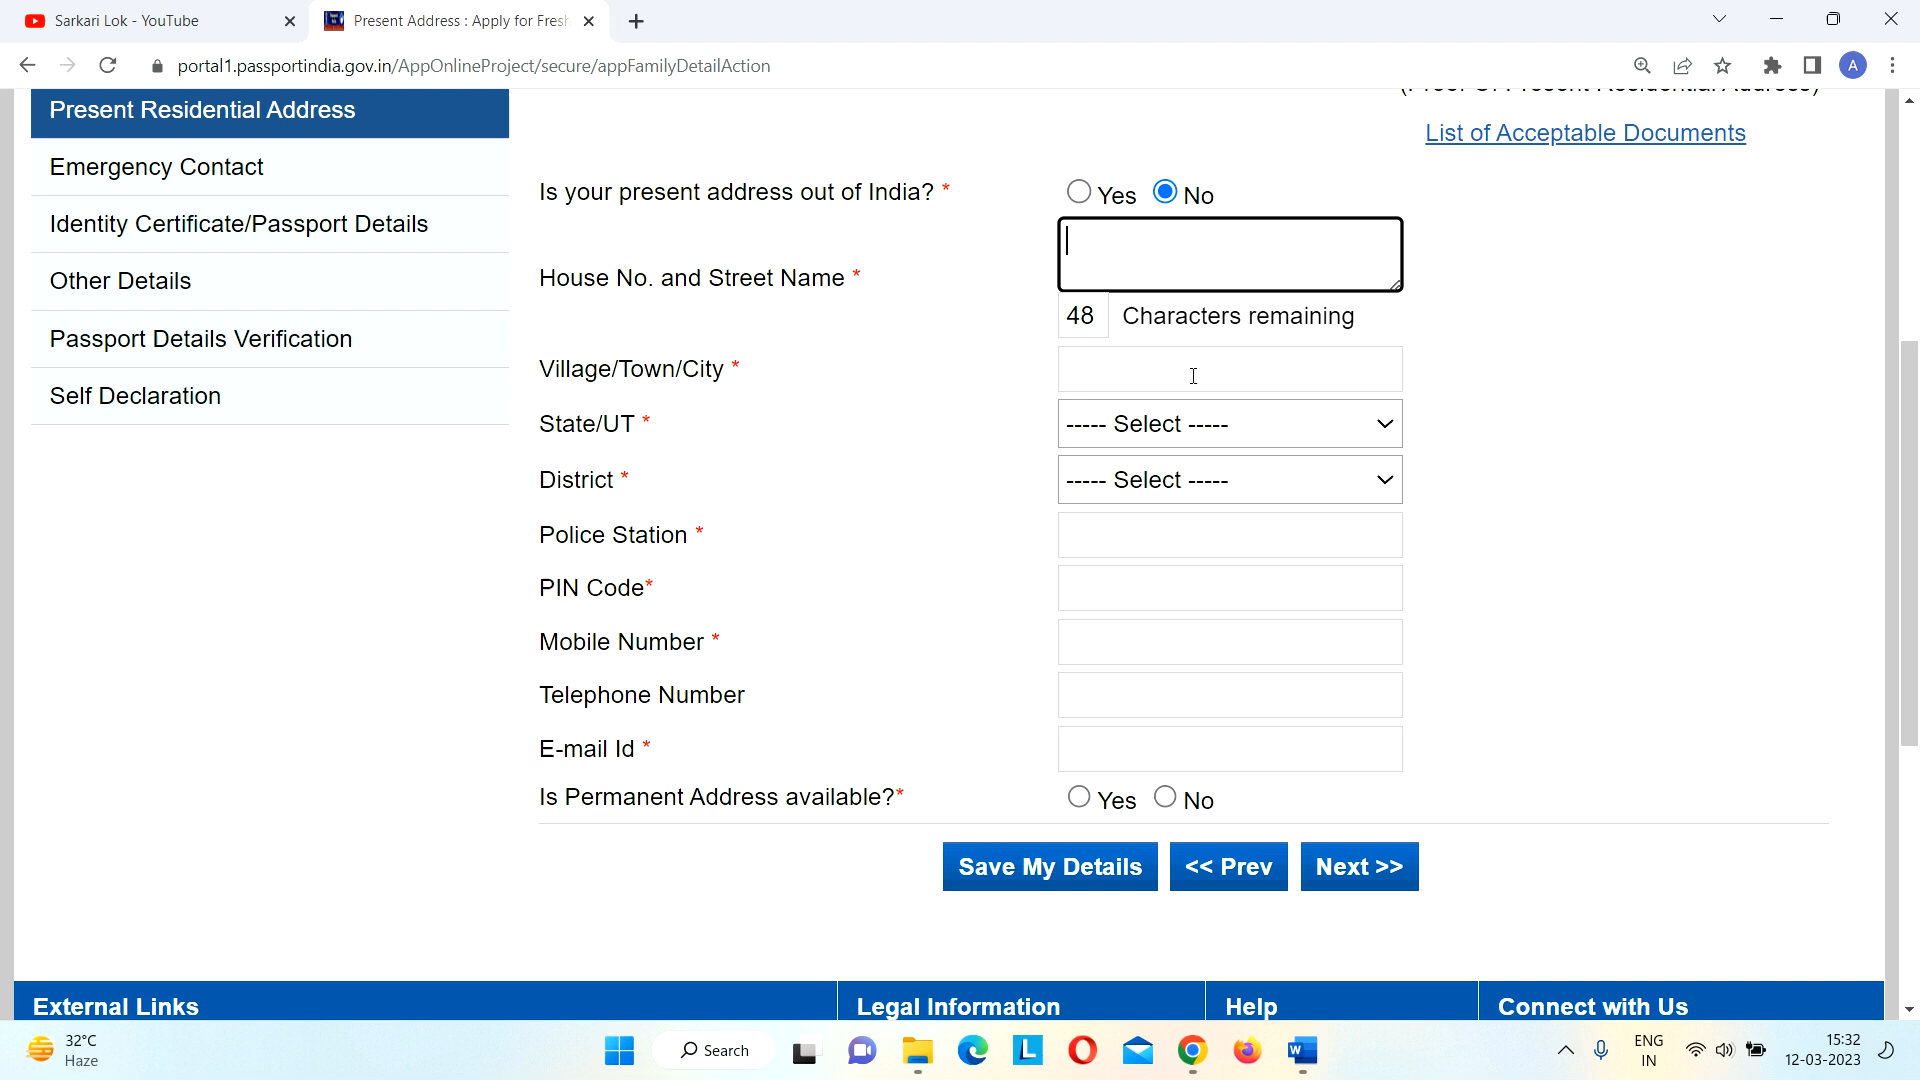 Sarkari Lok - YouTube
Present Address : Apply for Fresh
portal1.passportindia.gov.in/AppOnlineProject/secure/appFamilyDetailAction
A
Present Residential Address
Emergency Contact
Identity Certificate/Passport Details
Other Details
Passport Details Verification
Self Declaration
(Proof Of Present Residential Address)
List of Acceptable Documents
Is your present address out of India? *
Yes No
House No. and Street Name *
48 Characters remaining
Village/Town/City *
State/UT *
----- Select -----
District *
----- Select -----
Police Station *
PIN Code*
Mobile Number *
Telephone Number
E-mail Id *
Is Permanent Address available?*
Yes No
Save My Details
<< Prev
Next >>
External Links
Legal Information
Help
Connect with Us
32°C
Haze
Search
L
W
ENG
IN
15:32
12-03-2023